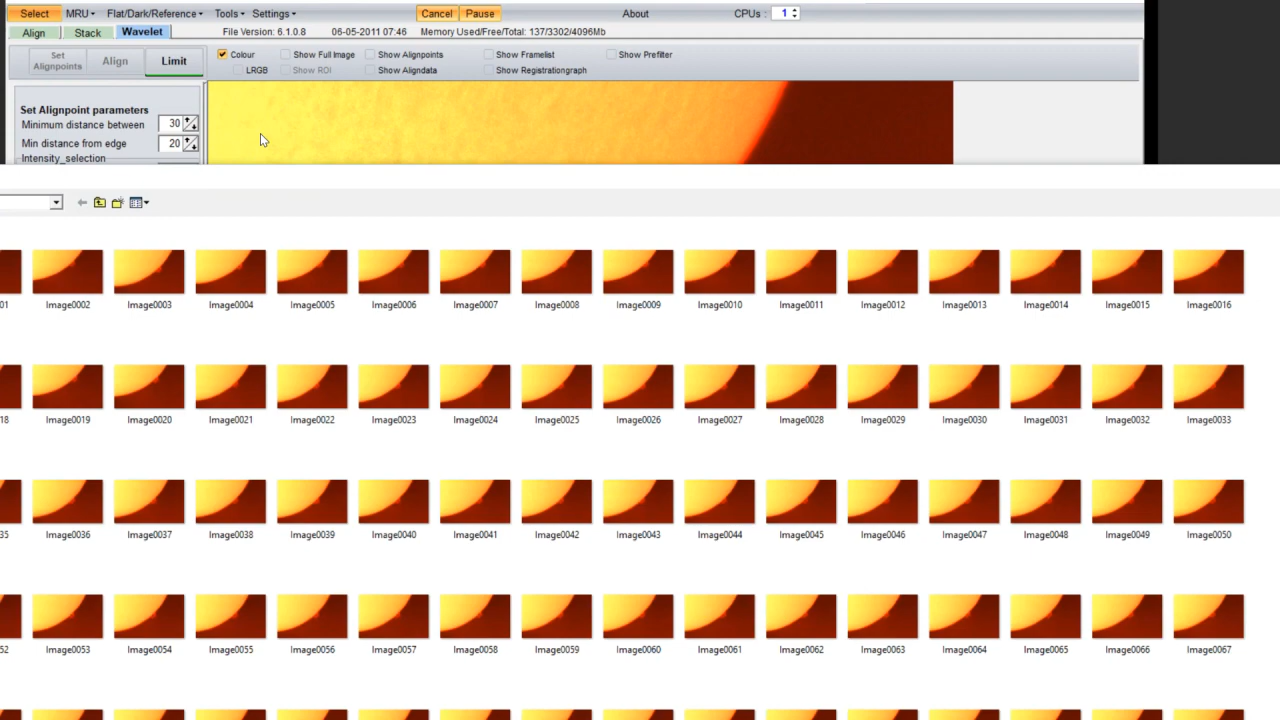 Select MRU Flat/Dark/Reference Tools Settings Cancel Pause About CPUs : 1
Align Stack Wavelet File Version: 6.1.0.8 06-05-2011 07:46 Memory Used/Free/Total: 137/3302/4096Mb
Set Alignpoints Align Limit
Colour Show Full Image Show Alignpoints Show Framelist Show Prefilter
LRGB Show ROI Show Aligndata Show Registrationgraph
Set Alignpoint parameters
Minimum distance between 30
Min distance from edge 20
Intensity_selection
01 Image0002 Image0003 Image0004 Image0005 Image0006 Image0007 Image0008 Image0009 Image0010 Image0011 Image0012 Image0013 Image0014 Image0015 Image0016
18 Image0019 Image0020 Image0021 Image0022 Image0023 Image0024 Image0025 Image0026 Image0027 Image0028 Image0029 Image0030 Image0031 Image0032 Image0033
35 Image0036 Image0037 Image0038 Image0039 Image0040 Image0041 Image0042 Image0043 Image0044 Image0045 Image0046 Image0047 Image0048 Image0049 Image0050
52 Image0053 Image0054 Image0055 Image0056 Image0057 Image0058 Image0059 Image0060 Image0061 Image0062 Image0063 Image0064 Image0065 Image0066 Image0067